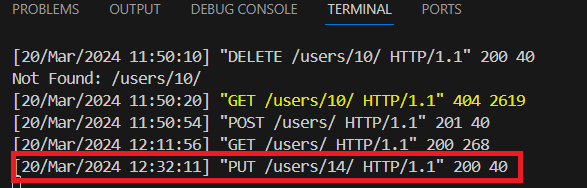 PROBLEMS OUTPUT DEBUG CONSOLE TERMINAL PORTS
[20/Mar/2024 11:50:10] "DELETE /users/10/ HTTP/1.1" 200 40
Not Found: /users/10/
[20/Mar/2024 11:50:20] "GET /users/10/ HTTP/1.1" 404 2619
[20/Mar/2024 11:50:54] "POST /users/ HTTP/1.1" 201 40
[20/Mar/2024 12:11:56] "GET /users/ HTTP/1.1" 200 268
[20/Mar/2024 12:32:11] "PUT /users/14/ HTTP/1.1" 200 40